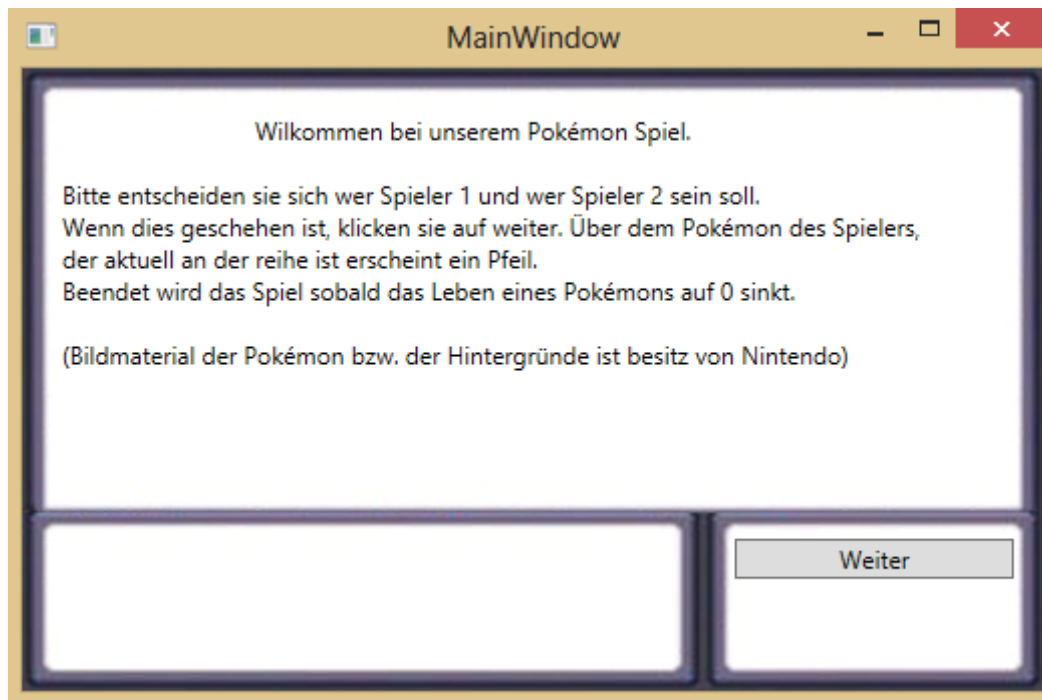 MainWindow
Wilkommen bei unserem Pokémon Spiel.
Bitte entscheiden sie sich wer Spieler 1 und wer Spieler 2 sein soll.
Wenn dies geschehen ist, klicken sie auf weiter. Über dem Pokémon des Spielers,
der aktuell an der reihe ist erscheint ein Pfeil.
Beendet wird das Spiel sobald das Leben eines Pokémons auf 0 sinkt.
(Bildmaterial der Pokémon bzw. der Hintergründe ist besitz von Nintendo)
Weiter